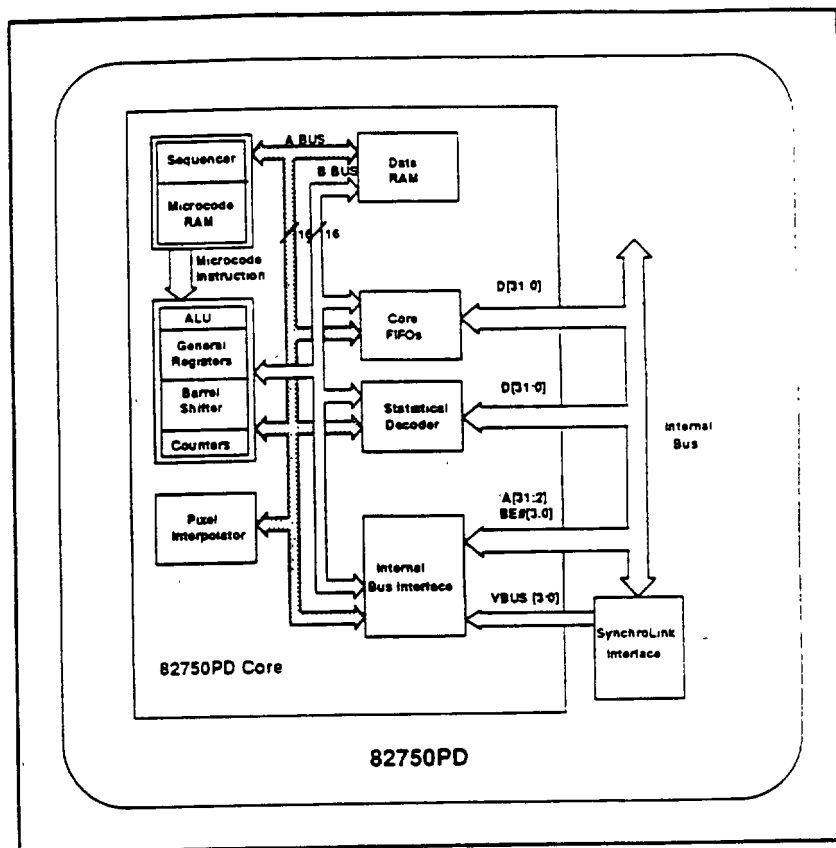 A BUS
Sequencer
Microcode
RAM
B BUS
Data
RAM
16
16
Microcode
Instruction
D[31:0]
ALU
General
Registers
Barrel
Shifter
Counters
Core
FIFOs
D[31:0]
Statistical
Decoder
Internal
Bus
Pixel
Interpolator
A[31:2]
BE#[3:0]
Internal
Bus Interface
VBUS [3:0]
SynchroLink
Interface
82750PD Core
82750PD